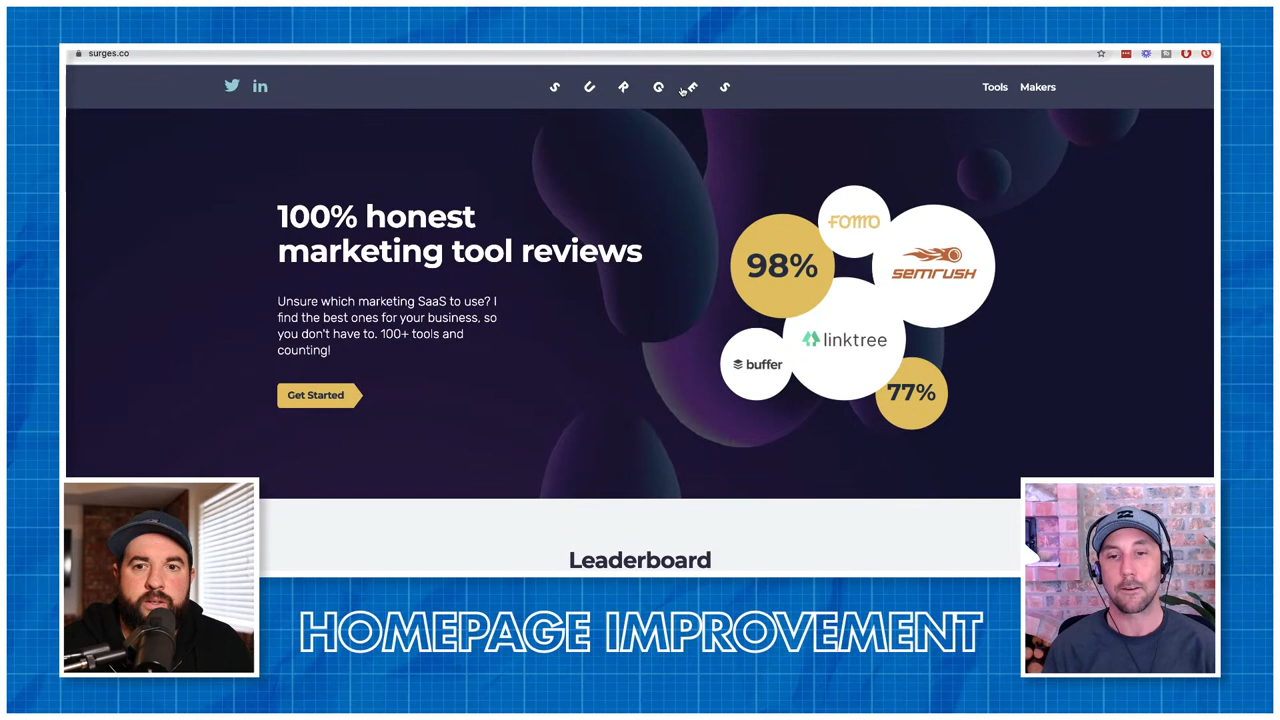 surges.co
SURGES
Tools Makers
100% honest
marketing tool reviews
Unsure which marketing SaaS to use? I
find the best ones for your business, so
you don't have to. 100+ tools and
counting!
Get Started
98%
FOMO
semrush
linktree
buffer
77%
Leaderboard
HOMEPAGE IMPROVEMENT